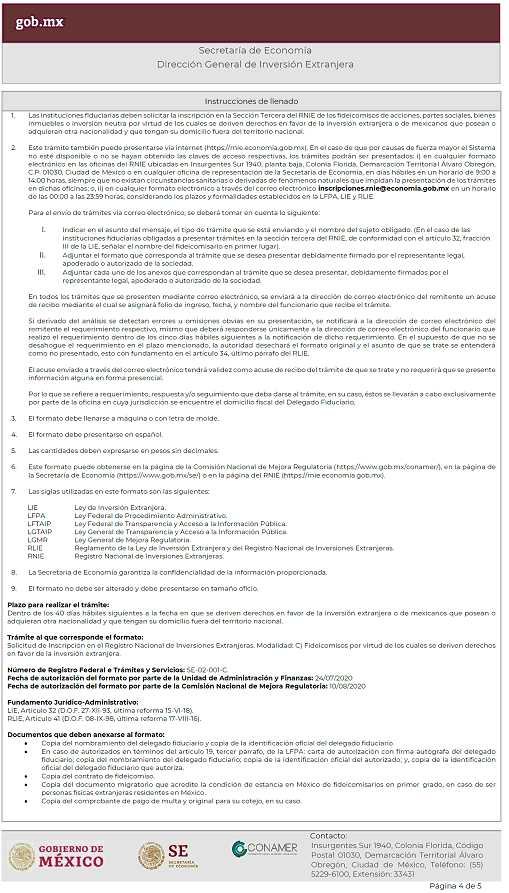 gob.mx
Secretaría de Economía
Dirección General de Inversión Extranjera
Instrucciones de llenado
1. Las instituciones fiduciarias deben solicitar la inscripción en la Sección Tercera del RNIE de los fideicomisos de acciones, partes sociales, bienes
inmuebles o inversión neutra por virtud de los cuales se deriven derechos en favor de la inversión extranjera o de mexicanos que posean o
adquieran otra nacionalidad y que tengan su domicilio fuera del territorio nacional.
2. Este trámite también puede presentarse vía internet (https://rnie.economia.gob.mx). En el caso de que por causas de fuerza mayor el Sistema
no esté disponible o no se hayan obtenido las claves de acceso respectivas, los trámites podrán ser presentados: i) en cualquier formato
electrónico en las oficinas del RNIE ubicadas en Insurgentes Sur 1940, planta baja, Colonia Florida, Demarcación Territorial Álvaro Obregón,
C.P. 01030, Ciudad de México o en cualquier oficina de representación de la Secretaría de Economía, en días hábiles en un horario de 9:00 a
14:00 horas, siempre que no existan circunstancias sanitarias o derivadas de fenómenos naturales que impidan la presentación de los trámites
en dichas oficinas; o, ii) en cualquier formato electrónico a través del correo electrónico inscripciones.rnie@economia.gob.mx en un horario
de las 00:00 a las 23:59 horas, considerando los plazos y formalidades establecidos en la LFPA, LIE y RLIE.
Para el envío de trámites vía correo electrónico, se deberá tomar en cuenta lo siguiente:
I. Indicar en el asunto del mensaje, el tipo de trámite que se está enviando y el nombre del sujeto obligado. (En el caso de las
instituciones fiduciarias obligadas a presentar trámites en la sección tercera del RNIE, de conformidad con el artículo 32, fracción
III de la LIE, señalar el nombre del fideicomisario en primer lugar).
II. Adjuntar el formato que corresponda al trámite que se desea presentar debidamente firmado por el representante legal,
apoderado o autorizado de la sociedad.
III. Adjuntar cada uno de los anexos que correspondan al trámite que se desea presentar, debidamente firmados por el
representante legal, apoderado o autorizado de la sociedad.
En todos los trámites que se presenten mediante correo electrónico, se enviará a la dirección de correo electrónico del remitente un acuse
de recibo mediante el cual se asignará folio de ingreso, fecha, y nombre del funcionario que recibe el trámite.
Si derivado del análisis se detectan errores u omisiones obvias en su presentación, se notificará a la dirección de correo electrónico del
remitente el requerimiento respectivo, mismo que deberá responderse únicamente a la dirección de correo electrónico del funcionario que
realizó el requerimiento dentro de los cinco días hábiles siguientes a la notificación de dicho requerimiento. En el supuesto de que no se
desahogue el requerimiento en el plazo mencionado, la autoridad desechará el formato original y el asunto de que se trate se entenderá
como no presentado, esto con fundamento en el artículo 34, último párrafo del RLIE.
El acuse enviado a través del correo electrónico tendrá validez como acuse de recibo del trámite de que se trate y no requerirá que se presente
información alguna en forma presencial.
Por lo que se refiere a requerimiento, respuesta y/o seguimiento que deba darse al trámite, en su caso, éstos se llevarán a cabo exclusivamente
por parte de la oficina en cuya jurisdicción se encuentre el domicilio fiscal del Delegado Fiduciario.
3. El formato debe llenarse a máquina o con letra de molde.
4. El formato debe presentarse en español.
5. Las cantidades deben expresarse en pesos sin decimales.
6. Este formato puede obtenerse en la página de la Comisión Nacional de Mejora Regulatoria (https://www.gob.mx/conamer/), en la página de
la Secretaría de Economía (https://www.gob.mx/se/) o en la página del RNIE (https://rnie.economia.gob.mx).
7. Las siglas utilizadas en este formato son las siguientes:
LIE Ley de Inversión Extranjera.
LFPA Ley Federal de Procedimiento Administrativo.
LFTAIP Ley Federal de Transparencia y Acceso a la Información Pública.
LGTAIP Ley General de Transparencia y Acceso a la Información Pública.
LGMR Ley General de Mejora Regulatoria.
RLIE Reglamento de la Ley de Inversión Extranjera y del Registro Nacional de Inversiones Extranjeras.
RNIE Registro Nacional de Inversiones Extranjeras.
8. La Secretaría de Economía garantiza la confidencialidad de la información proporcionada.
9. El formato no debe ser alterado y debe presentarse en tamaño oficio.
Plazo para realizar el trámite:
Dentro de los 40 días hábiles siguientes a la fecha en que se deriven derechos en favor de la inversión extranjera o de mexicanos que posean o
adquieran otra nacionalidad y que tengan su domicilio fuera del territorio nacional.
Trámite al que corresponde el formato:
Solicitud de Inscripción en el Registro Nacional de Inversiones Extranjeras. Modalidad: C) Fideicomisos por virtud de los cuales se deriven derechos
en favor de la inversión extranjera.
Número de Registro Federal e Trámites y Servicios: SE-02-001-C.
Fecha de autorización del formato por parte de la Unidad de Administración y Finanzas: 24/07/2020
Fecha de autorización del formato por parte de la Comisión Nacional de Mejora Regulatoria: 10/08/2020
Fundamento Jurídico-Administrativo:
LIE, Artículo 32 (D.O.F. 27-XII-93, última reforma 15-VI-18).
RLIE, Artículo 41 (D.O.F. 08-IX-98, última reforma 17-VIII-16).
Documentos que deben anexarse al formato:
• Copia del nombramiento del delegado fiduciario y copia de la identificación oficial del delegado fiduciario.
• En caso de autorizados en términos del artículo 19, tercer párrafo, de la LFPA: carta de autorización con firma autógrafa del delegado
fiduciario; copia del nombramiento del delegado fiduciario; copia de la identificación oficial del autorizado; y, copia de la identificación
oficial del delegado fiduciario que autoriza.
• Copia del contrato de fideicomiso.
• Copia del documento migratorio que acredite la condición de estancia en México de fideicomisarios en primer grado, en caso de ser
personas físicas extranjeras residentes en México.
• Copia del comprobante de pago de multa y original para su cotejo, en su caso.
GOBIERNO DE
MÉXICO
SE
SECRETARÍA
DE ECONOMÍA
CONAMER
Contacto:
Insurgentes Sur 1940, Colonia Florida, Código
Postal 01030, Demarcación Territorial Álvaro
Obregón, Ciudad de México, Teléfono: (55)
5229-6100, Extensión: 33431
Página 4 de 5